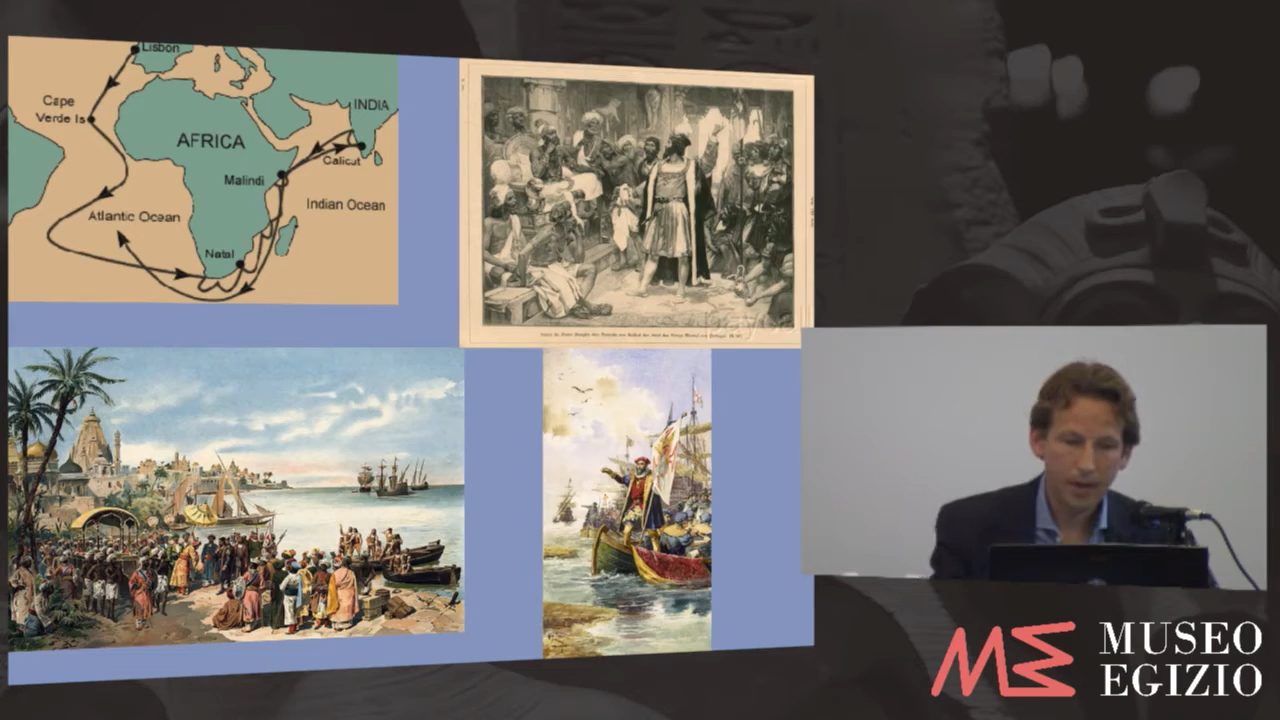 Lisbon
Cape
Verde Is
AFRICA
INDIA
Calicut
Malindi
Indian Ocean
Atlantic Ocean
Natal
MUSEO
EGIZIO